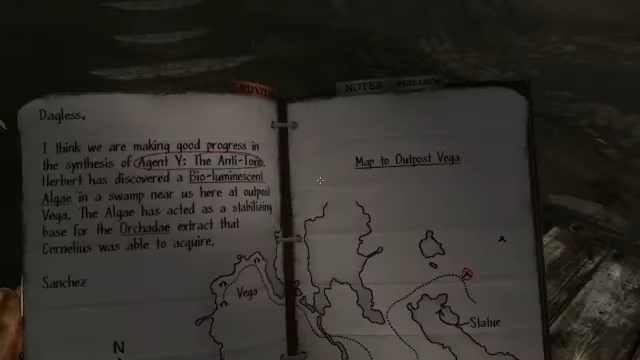 NOTES
RESEARCH
Dagless,
I think we are making good progress in
the synthesis of Agent Y: The Anti-Toxin.
Herbert has discovered a Bio-luminescent
Algae in a swamp near us here at outpost
Vega. The Algae has acted as a stabilizing
base for the Orchadae extract that
Cornelius was able to acquire.
Sanchez
Vega
N
Map to Outpost Vega
Statue